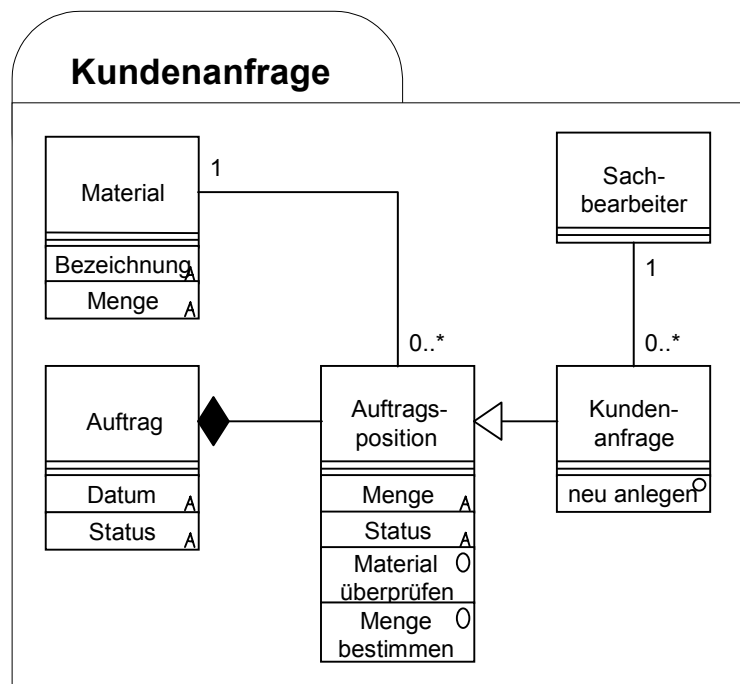 Kundenanfrage
Material
Bezeichnung
A
Menge
A
1
0..*
Sach-
bearbeiter
1
0..*
Auftrag
Datum
A
Status
A
Auftrags-
position
Menge
A
Status
A
Material
überprüfen
O
Menge
bestimmen
O
Kunden-
anfrage
neu anlegen
O